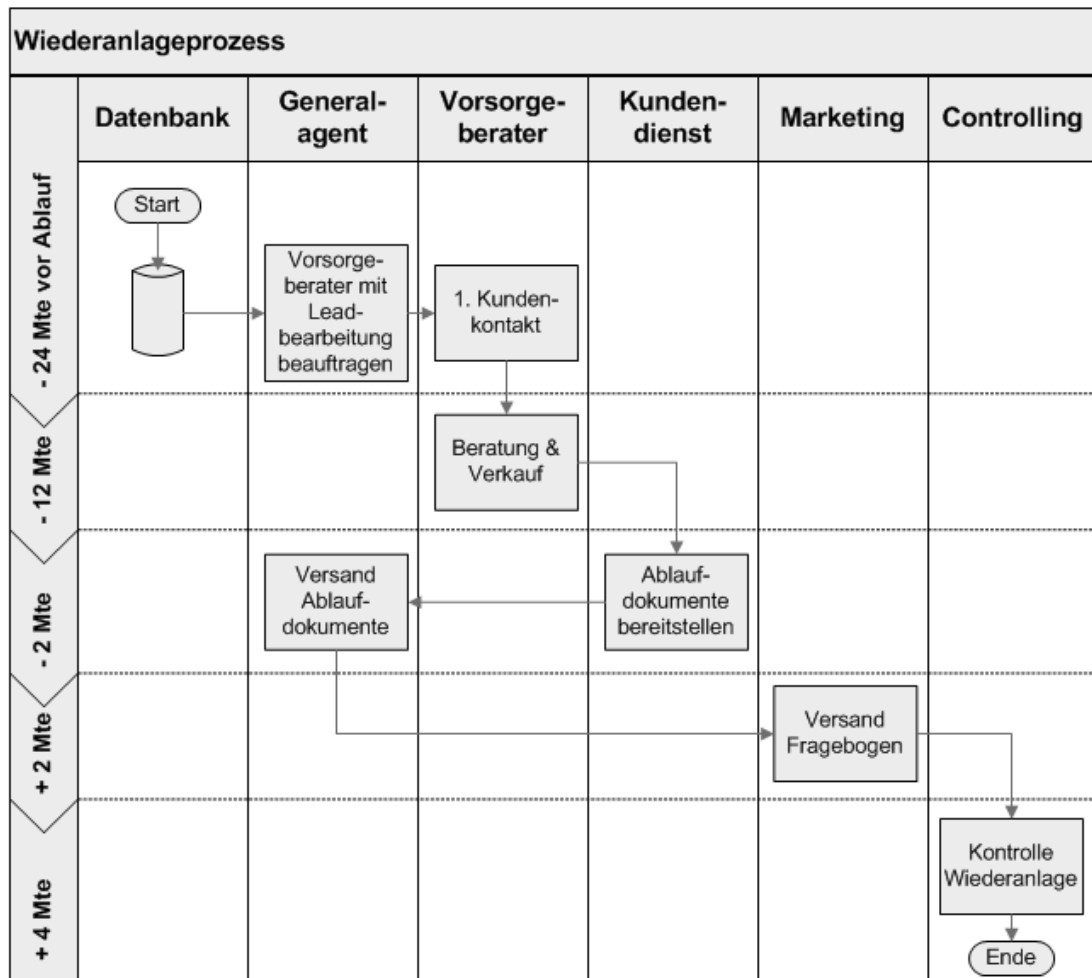 Wiederanlageprozess
Datenbank
General-
agent
Vorsorge-
berater
Kunden-
dienst
Marketing
Controlling
- 24 Mte vor Ablauf
Start
Vorsorge-
berater mit
Lead-
bearbeitung
beauftragen
1. Kunden-
kontakt
- 12 Mte
Beratung &
Verkauf
- 2 Mte
Versand
Ablauf-
dokumente
Ablauf-
dokumente
bereitstellen
+ 2 Mte
Versand
Fragebogen
+ 4 Mte
Kontrolle
Wiederanlage
Ende